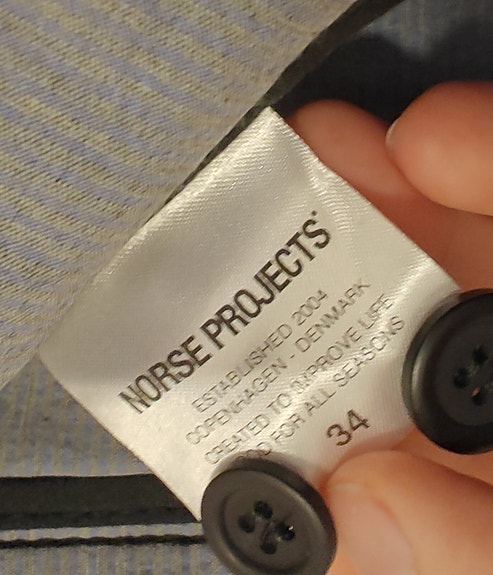 NORSE PROJECTS
ESTABLISHED 2004
COPENHAGEN - DENMARK
CREATED TO IMPROVE LIFE
FOR ALL SEASONS
34